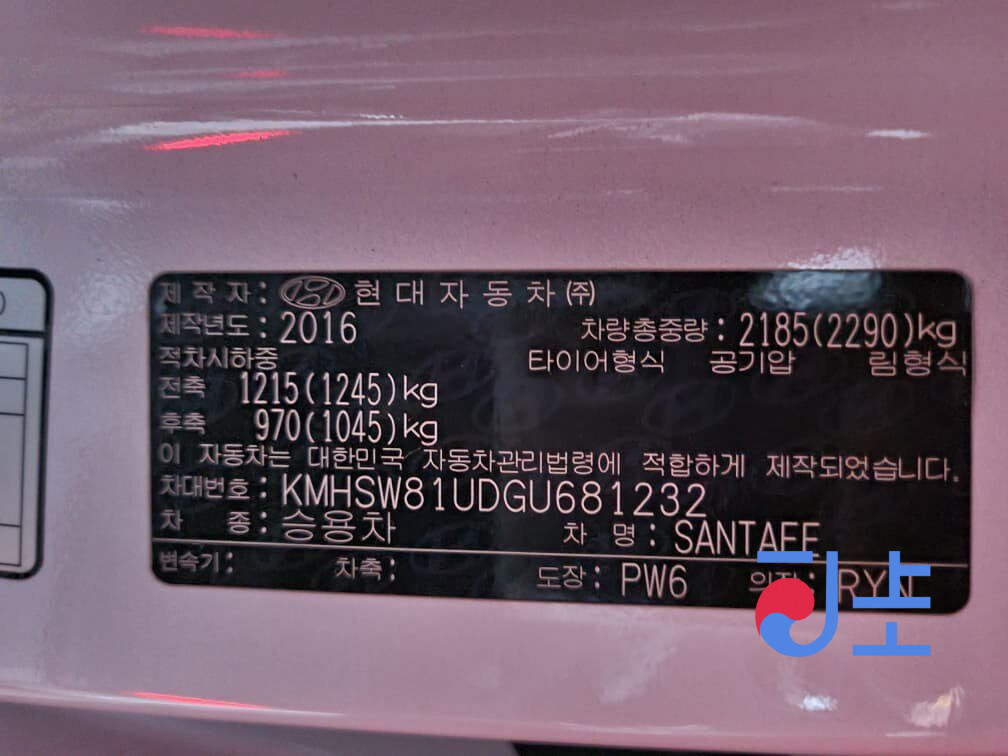 제 작 자 : 현 대 자 동 차 ㈜
제작년도 : 2016 차량총중량 : 2185(2290)kg
적차시하중 타이어형식 공기압 림형식
전축 1215(1245)kg
후축 970(1045)kg
이 자동차는 대한민국 자동차관리법령에 적합하게 제작되었습니다.
차대번호 : KMHSW81UDGU681232
차 종 : 승용차 차 명 : SANTAFE
변속기 : 차축 : 도장 : PW6 의장 :